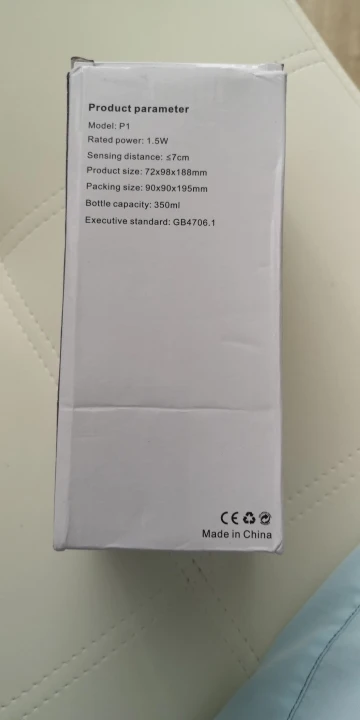 Product parameter
Model: P1
Rated power: 1.5W
Sensing distance: ≤7cm
Product size: 72x98x188mm
Packing size: 90x90x195mm
Bottle capacity: 350ml
Executive standard: GB4706.1
CE
Made in China